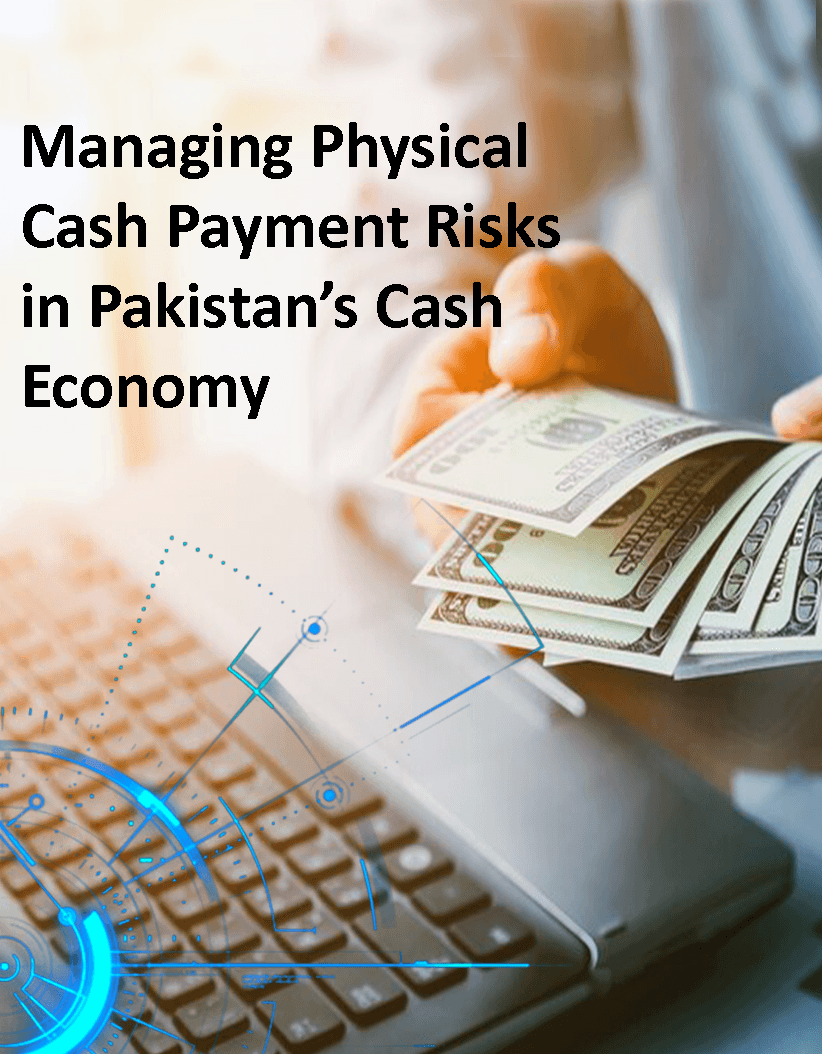 Managing Physical
Cash Payment Risks
in Pakistan's Cash
Economy